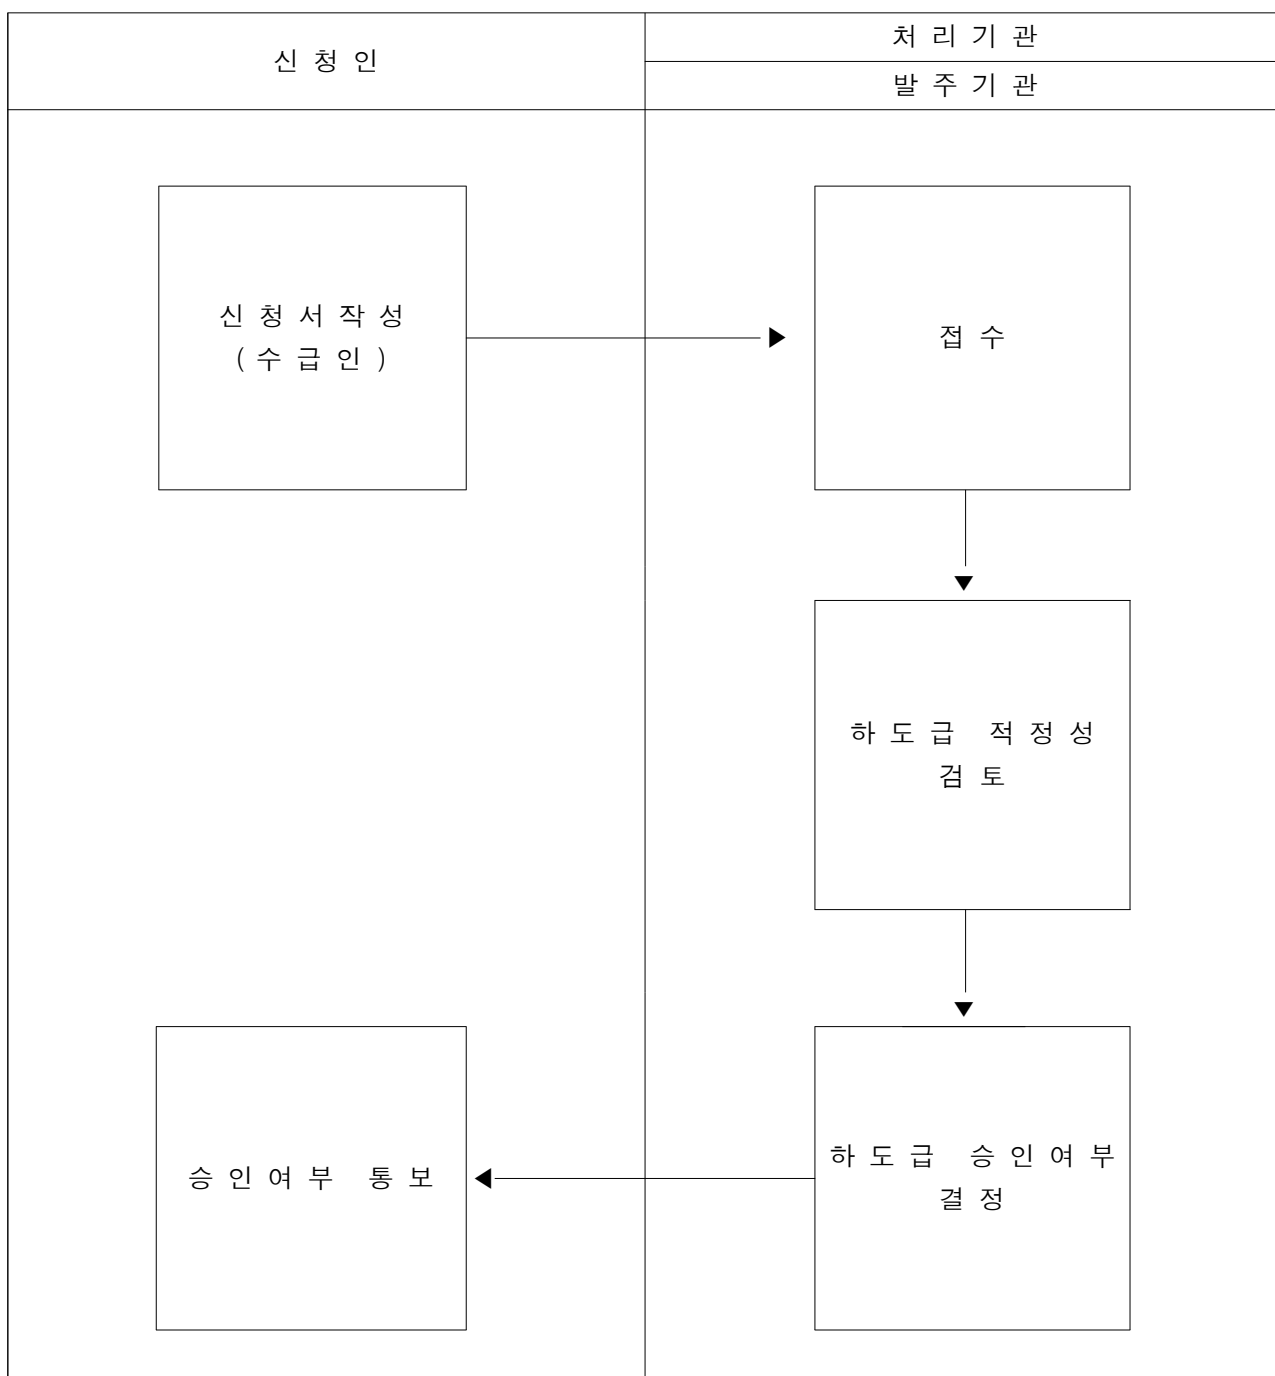 신청인
처리기관
발주기관
신청서작성
(수급인)
접수
하도급 적정성
검토
하도급 승인여부
결정
승인여부 통보